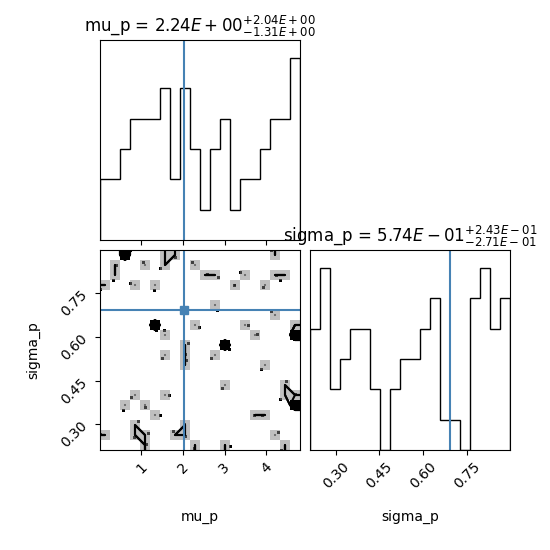 mu_p = 2.24E+00+2.04E+00−1.31E+00
sigma_p = 5.74E−01+2.43E−01−2.71E−01
0.75
0.60
0.45
0.30
sigma_p
1 2 3 4
0.30 0.45 0.60 0.75
mu_p
sigma_p